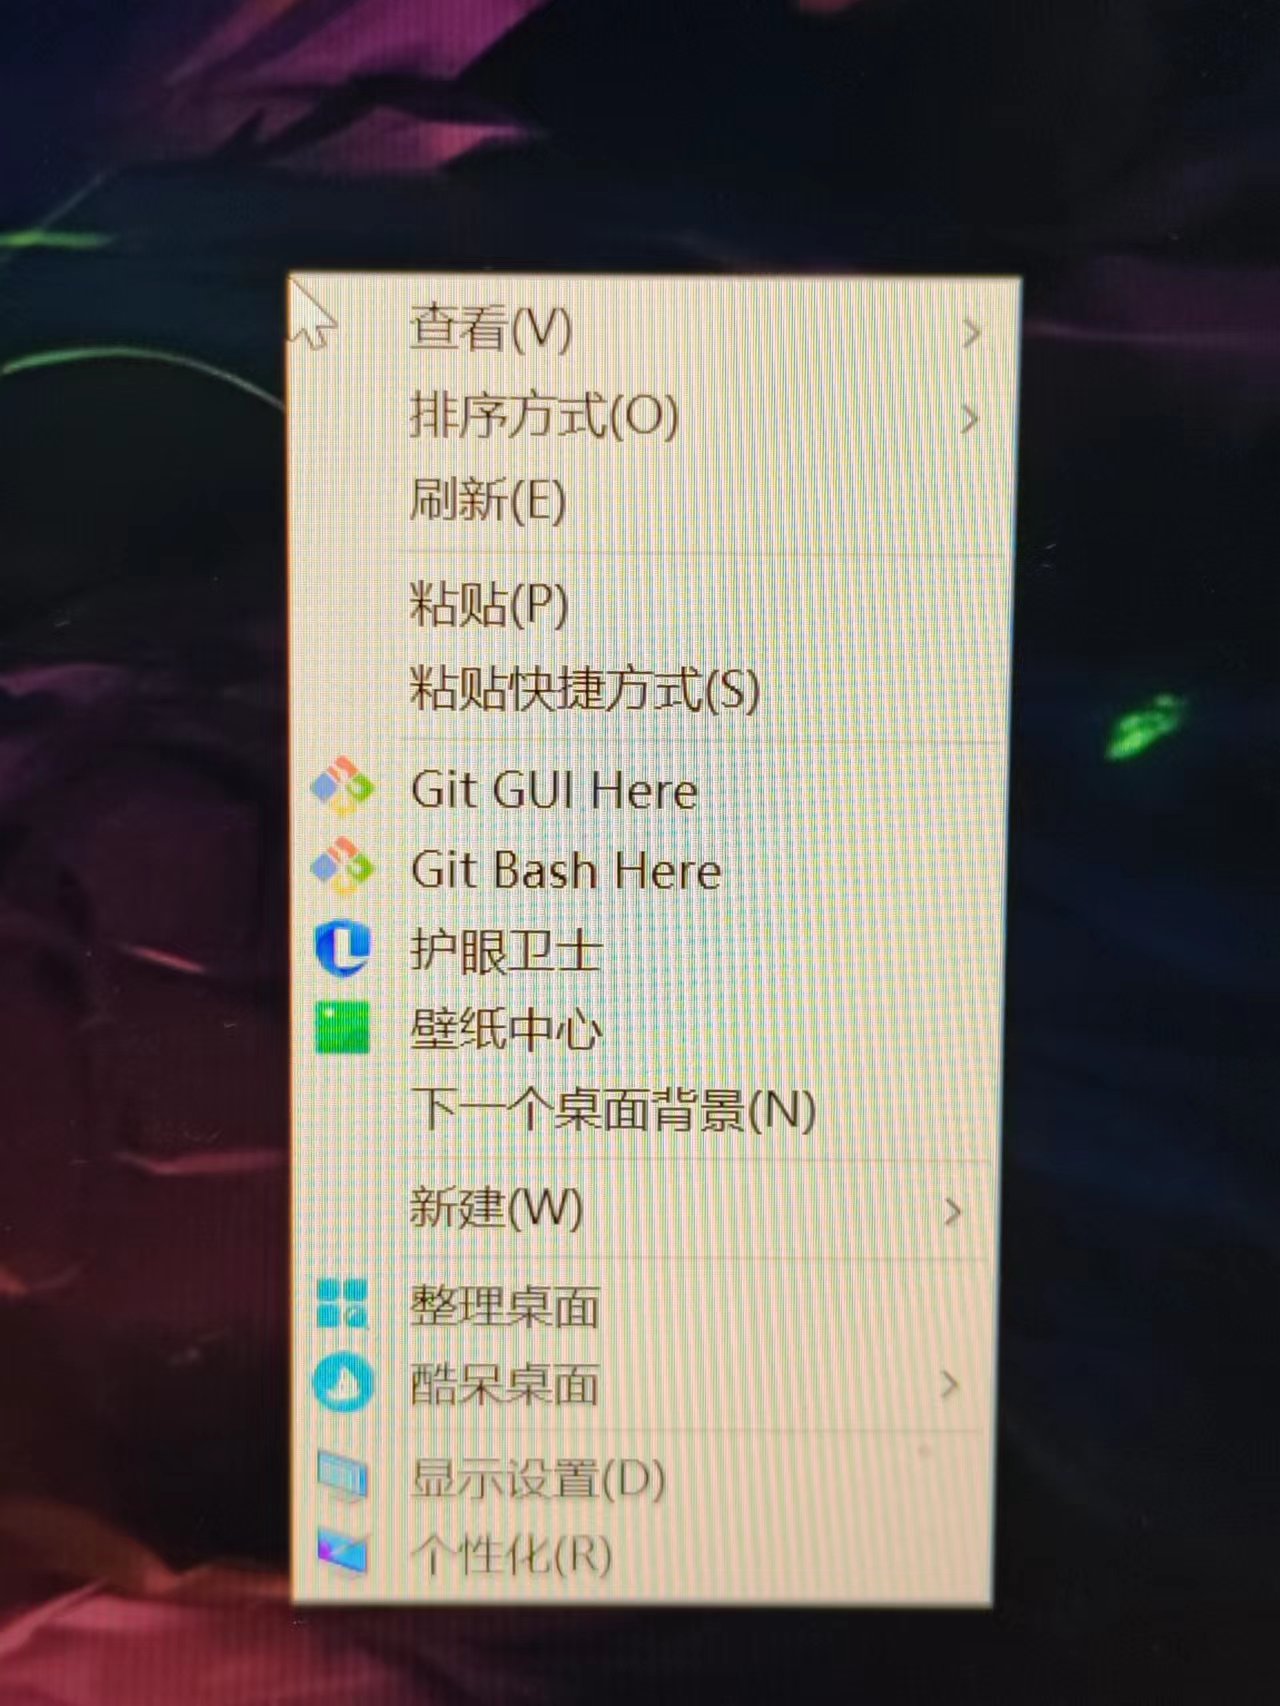 查看(V)
排序方式(O)
刷新(E)
粘贴(P)
粘贴快捷方式(S)
Git GUI Here
Git Bash Here
护眼卫士
壁纸中心
下一个桌面背景(N)
新建(W)
整理桌面
酷呆桌面
显示设置(D)
个性化(R)